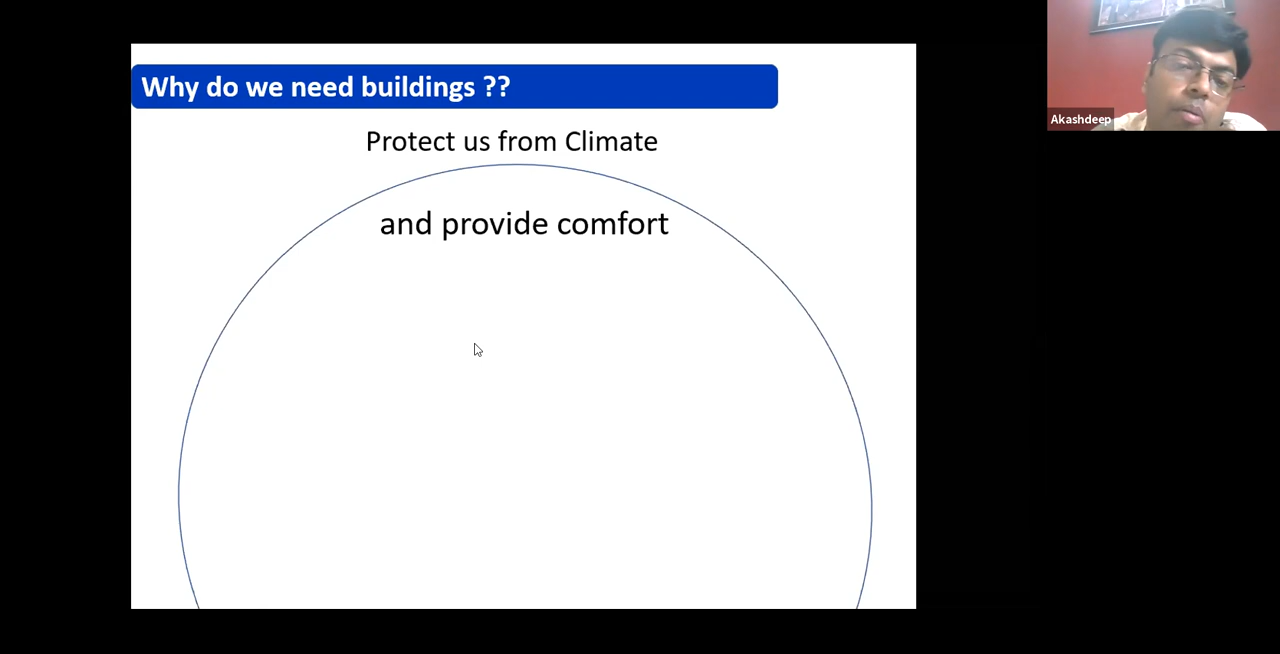 Why do we need buildings ??
Protect us from Climate
and provide comfort
Akashdeep